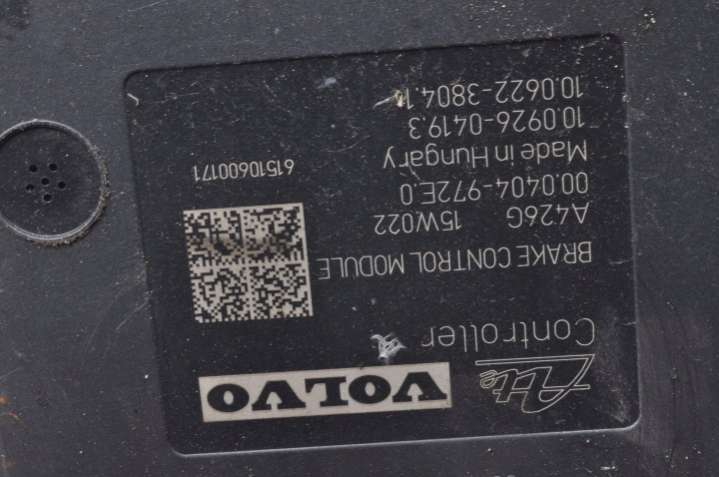 Ate VOLVO
Controller
BRAKE CONTROL MODULE
A426G 15W022
00.0404-972E.0
Made in Hungary 61510600171
10.0926-0419.3
10.0622-3804.1